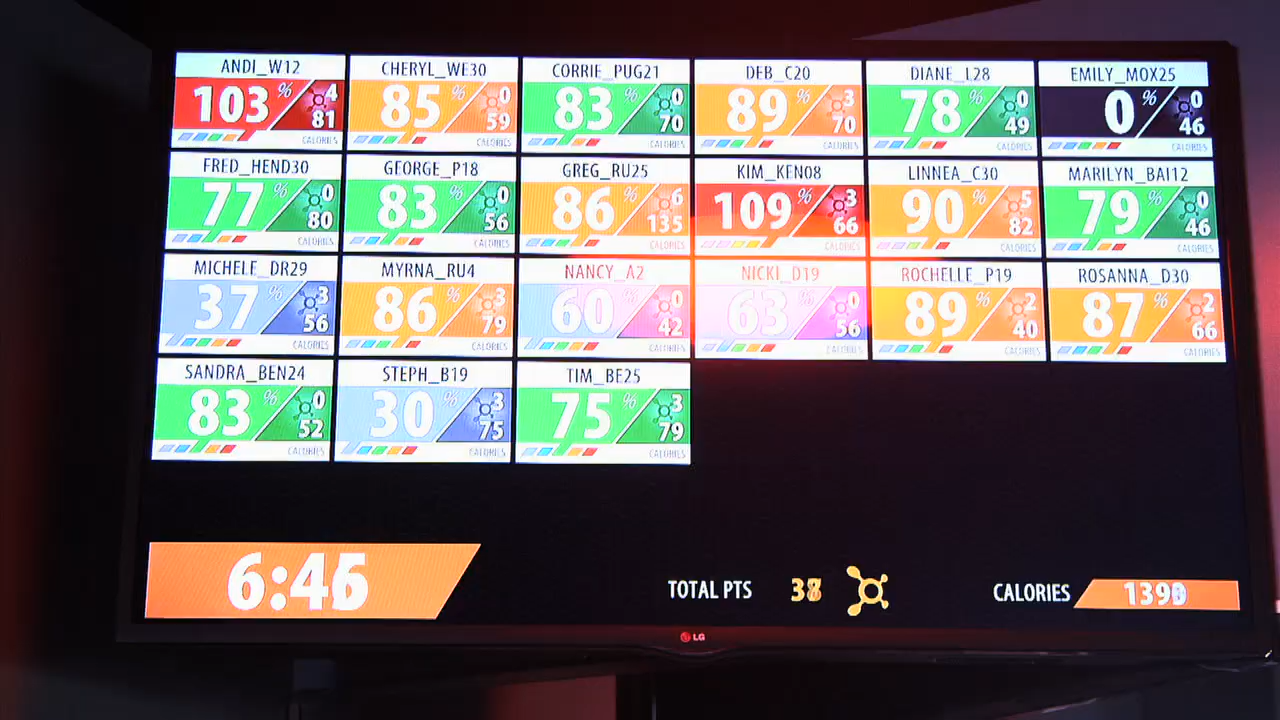 ANDI_W12 CHERYL_WE30 CORRIE_PUG21 DEB_C20 DIANE_L28 EMILY_MOX25
103% 4 85% 0 83% 0 89% 3 78% 0 0% 0
81 59 70 70 49 46
CALORIES CALORIES CALORIES CALORIES CALORIES CALORIES
FRED_HEND30 GEORGE_P18 GREG_RU25 KIM_KEN08 LINNEA_C30 MARILYN_BAI12
77% 0 83% 0 86% 6 109% 3 90% 5 79% 0
80 56 135 66 82 46
CALORIES CALORIES CALORIES CALORIES CALORIES CALORIES
MICHELE_DR29 MYRNA_RU4 NANCY_A2 NICKI_D19 ROCHELLE_P19 ROSANNA_D30
37% 3 86% 3 60% 0 63% 0 89% 2 87% 2
56 79 42 56 40 66
CALORIES CALORIES CALORIES CALORIES CALORIES CALORIES
SANDRA_BEN24 STEPH_B19 TIM_BE25
83% 0 30% 3 75% 3
52 75 79
CALORIES CALORIES CALORIES
TOTAL PTS CALORIES
LG